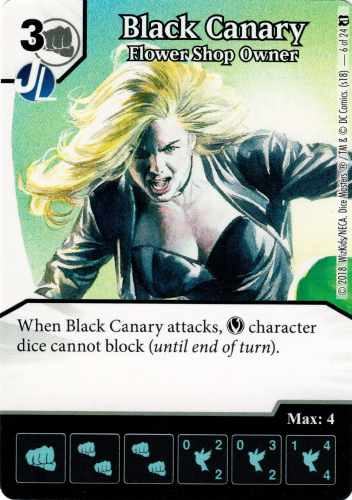 3
Black Canary
Flower Shop Owner
JL
© 2018 WizKids/NECA. Dice Masters ®/TM & © DC Comics. (s18) — 6 of 24
When Black Canary attacks, character
dice cannot block (until end of turn).
Max: 4
0 2 2
0 3 2
1 4 4